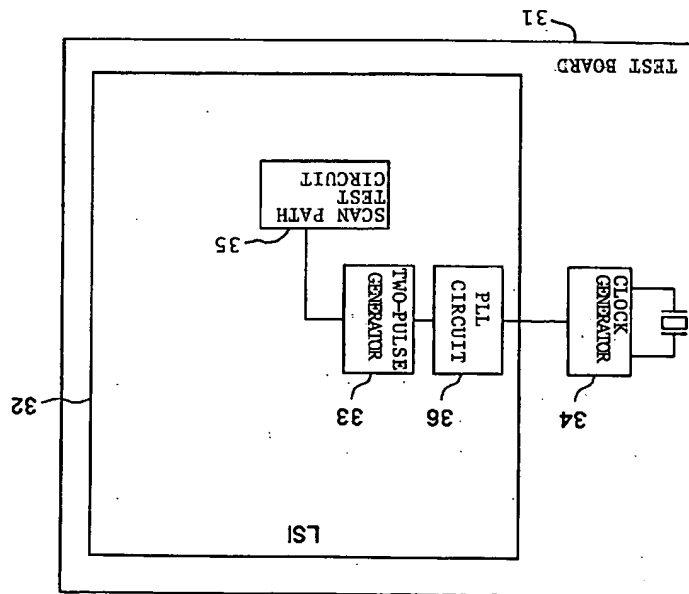 LSI
34
36
33
32
CLOCK
GENERATOR
PLL
CIRCUIT
TWO-PULSE
GENERATOR
35
SCAN PATH
TEST
CIRCUIT
TEST BOARD
31